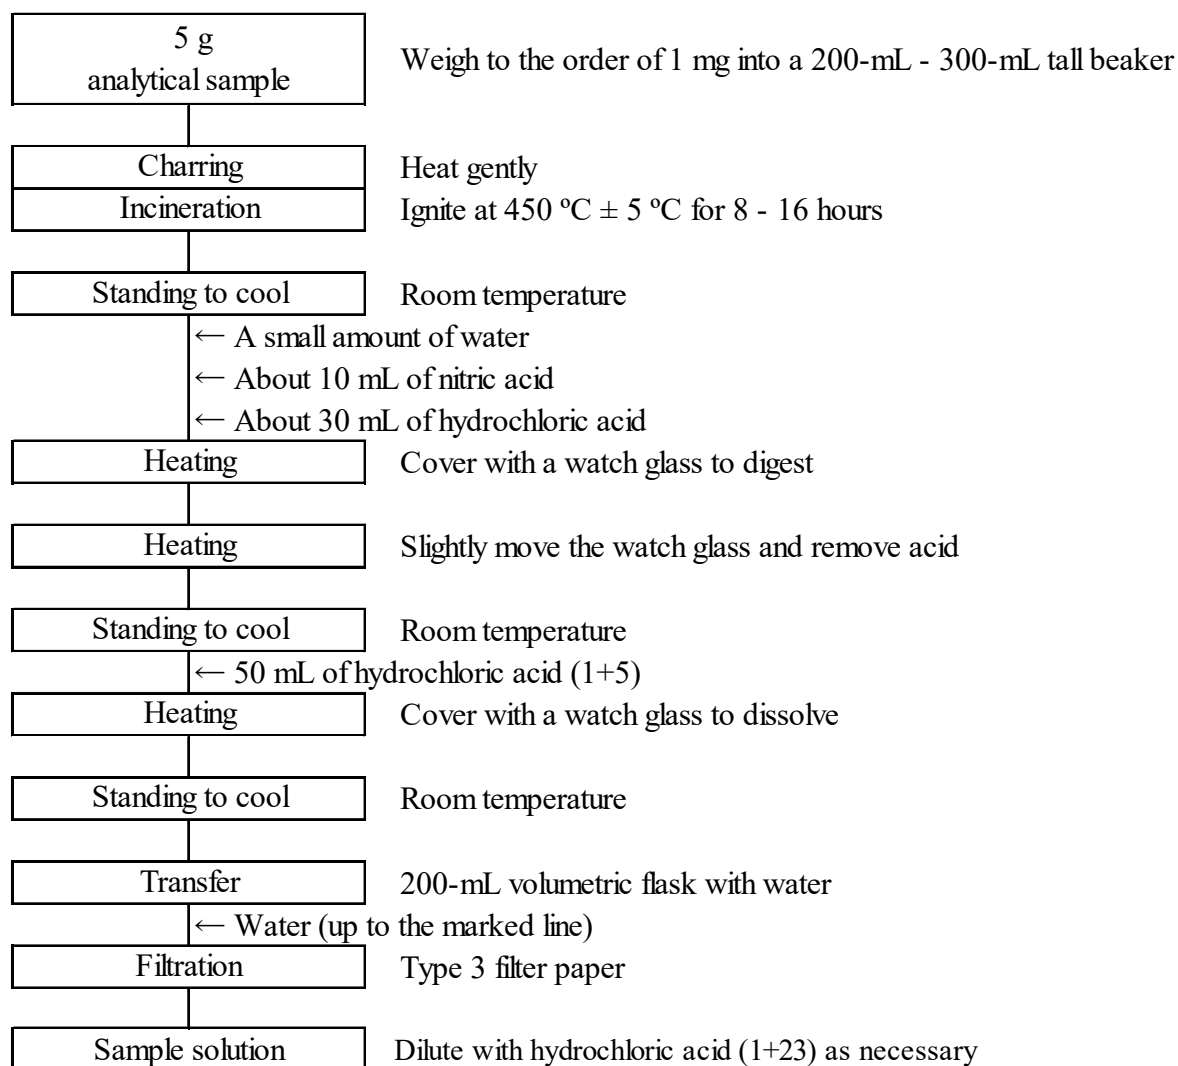 5 g
analytical sample
Weigh to the order of 1 mg into a 200-mL - 300-mL tall beaker
Charring
Heat gently
Incineration
Ignite at 450 ºC ± 5 ºC for 8 - 16 hours
Standing to cool
Room temperature
← A small amount of water
← About 10 mL of nitric acid
← About 30 mL of hydrochloric acid
Heating
Cover with a watch glass to digest
Heating
Slightly move the watch glass and remove acid
Standing to cool
Room temperature
← 50 mL of hydrochloric acid (1+5)
Heating
Cover with a watch glass to dissolve
Standing to cool
Room temperature
Transfer
200-mL volumetric flask with water
← Water (up to the marked line)
Filtration
Type 3 filter paper
Sample solution
Dilute with hydrochloric acid (1+23) as necessary